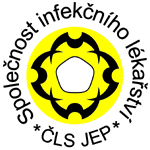 Společnost infekčního lékařství
*ČLS JEP*